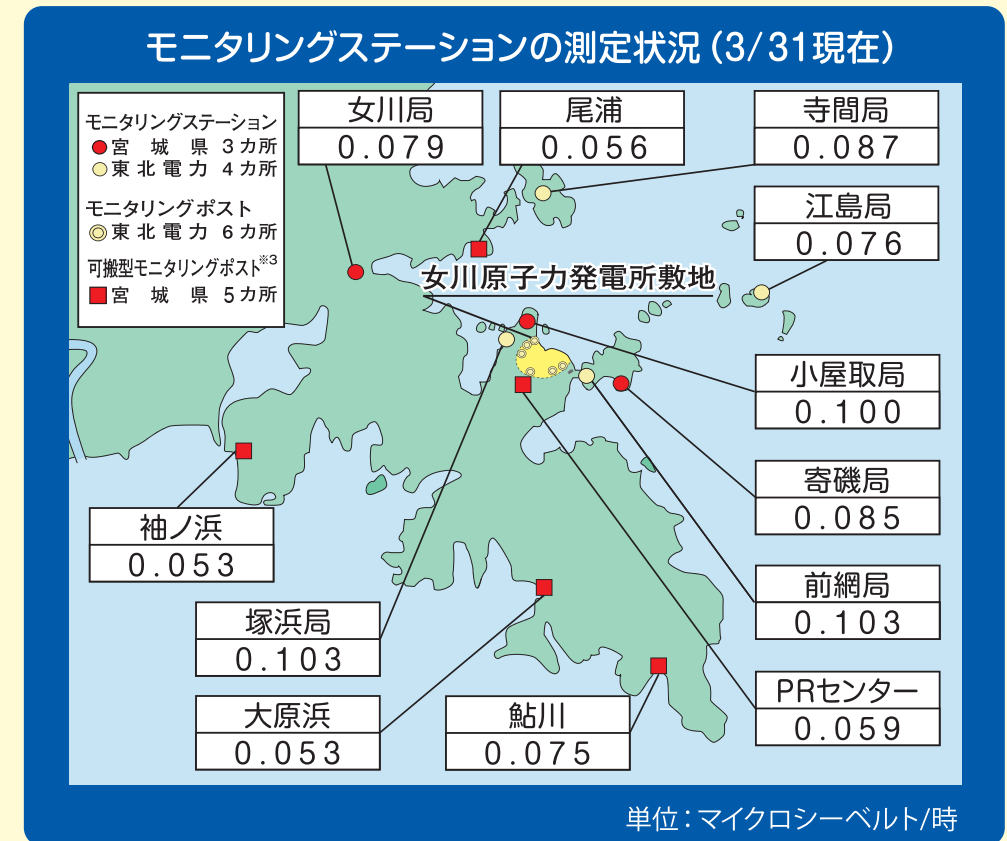 モニタリングステーションの測定状況（3/31現在）
モニタリングステーション
宮城県 3カ所
東北電力 4カ所
モニタリングポスト
東北電力 6カ所
可搬型モニタリングポスト※3
宮城県 5カ所
女川局
0.079
尾浦
0.056
寺間局
0.087
江島局
0.076
女川原子力発電所敷地
小屋取局
0.100
寄磯局
0.085
前網局
0.103
PRセンター
0.059
袖ノ浜
0.053
塚浜局
0.103
大原浜
0.053
鮎川
0.075
単位：マイクロシーベルト/時